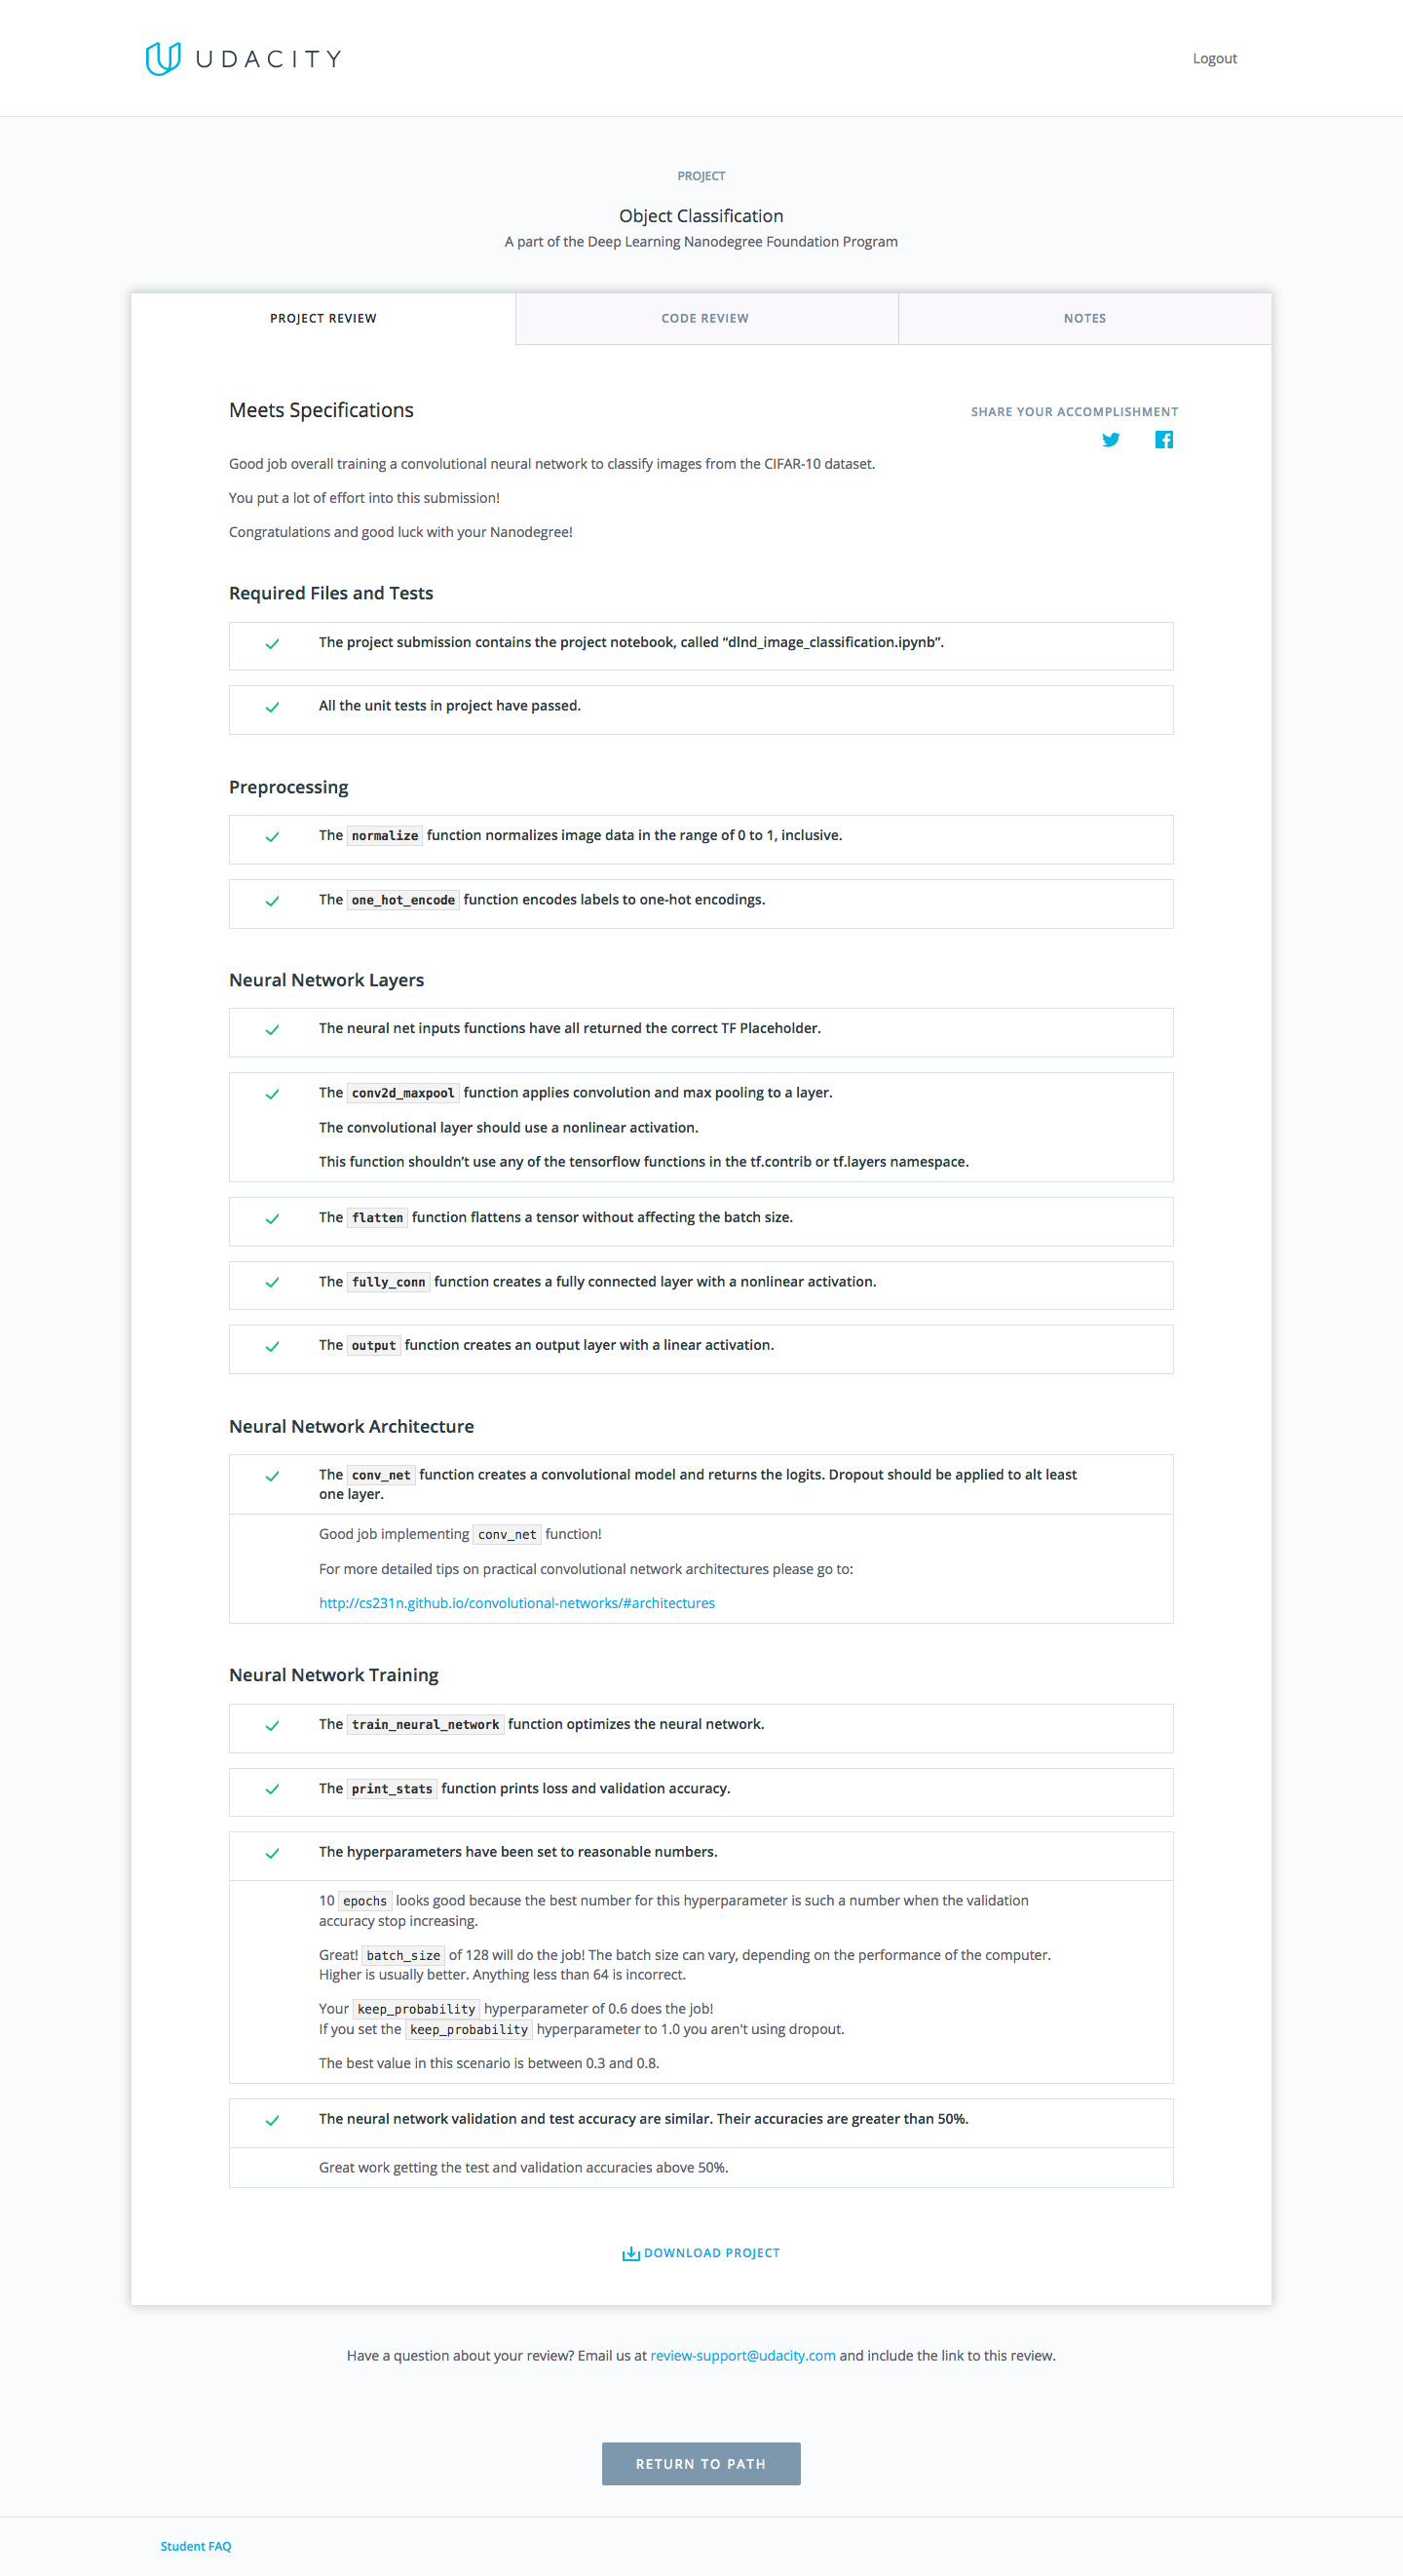 UDACITY
Logout
PROJECT
Object Classification
A part of the Deep Learning Nanodegree Foundation Program
PROJECT REVIEW
CODE REVIEW
NOTES
Meets Specifications
SHARE YOUR ACCOMPLISHMENT
Good job overall training a convolutional neural network to classify images from the CIFAR-10 dataset.
You put a lot of effort into this submission!
Congratulations and good luck with your Nanodegree!
Required Files and Tests
The project submission contains the project notebook, called “dlnd_image_classification.ipynb”.
All the unit tests in project have passed.
Preprocessing
The normalize function normalizes image data in the range of 0 to 1, inclusive.
The one_hot_encode function encodes labels to one-hot encodings.
Neural Network Layers
The neural net inputs functions have all returned the correct TF Placeholder.
The conv2d_maxpool function applies convolution and max pooling to a layer.
The convolutional layer should use a nonlinear activation.
This function shouldn’t use any of the tensorflow functions in the tf.contrib or tf.layers namespace.
The flatten function flattens a tensor without affecting the batch size.
The fully_conn function creates a fully connected layer with a nonlinear activation.
The output function creates an output layer with a linear activation.
Neural Network Architecture
The conv_net function creates a convolutional model and returns the logits. Dropout should be applied to alt least
one layer.
Good job implementing conv_net function!
For more detailed tips on practical convolutional network architectures please go to:
http://cs231n.github.io/convolutional-networks/#architectures
Neural Network Training
The train_neural_network function optimizes the neural network.
The print_stats function prints loss and validation accuracy.
The hyperparameters have been set to reasonable numbers.
10 epochs looks good because the best number for this hyperparameter is such a number when the validation
accuracy stop increasing.
Great! batch_size of 128 will do the job! The batch size can vary, depending on the performance of the computer.
Higher is usually better. Anything less than 64 is incorrect.
Your keep_probability hyperparameter of 0.6 does the job!
If you set the keep_probability hyperparameter to 1.0 you aren't using dropout.
The best value in this scenario is between 0.3 and 0.8.
The neural network validation and test accuracy are similar. Their accuracies are greater than 50%.
Great work getting the test and validation accuracies above 50%.
DOWNLOAD PROJECT
Have a question about your review? Email us at review-support@udacity.com and include the link to this review.
RETURN TO PATH
Student FAQ